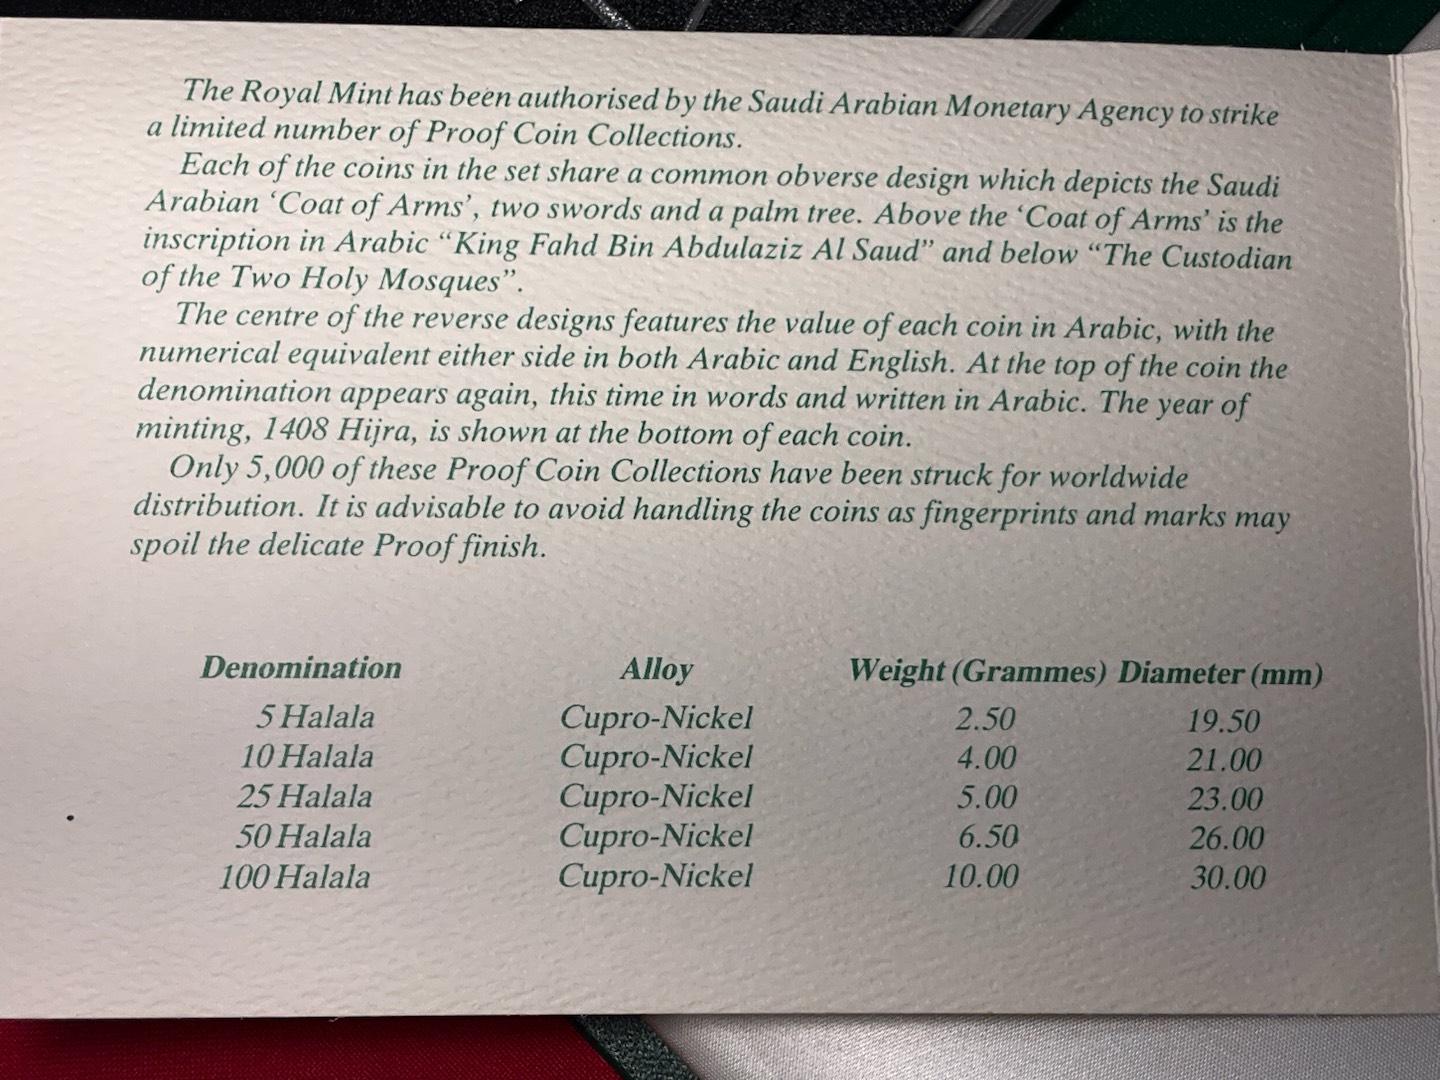 The Royal Mint has been authorised by the Saudi Arabian Monetary Agency to strike
a limited number of Proof Coin Collections.
Each of the coins in the set share a common obverse design which depicts the Saudi
Arabian ‘Coat of Arms’, two swords and a palm tree. Above the ‘Coat of Arms’ is the
inscription in Arabic “King Fahd Bin Abdulaziz Al Saud” and below “The Custodian
of the Two Holy Mosques”.
The centre of the reverse designs features the value of each coin in Arabic, with the
numerical equivalent either side in both Arabic and English. At the top of the coin the
denomination appears again, this time in words and written in Arabic. The year of
minting, 1408 Hijra, is shown at the bottom of each coin.
Only 5,000 of these Proof Coin Collections have been struck for worldwide
distribution. It is advisable to avoid handling the coins as fingerprints and marks may
spoil the delicate Proof finish.
Denomination Alloy Weight (Grammes) Diameter (mm)
5 Halala Cupro-Nickel 2.50 19.50
10 Halala Cupro-Nickel 4.00 21.00
25 Halala Cupro-Nickel 5.00 23.00
50 Halala Cupro-Nickel 6.50 26.00
100 Halala Cupro-Nickel 10.00 30.00